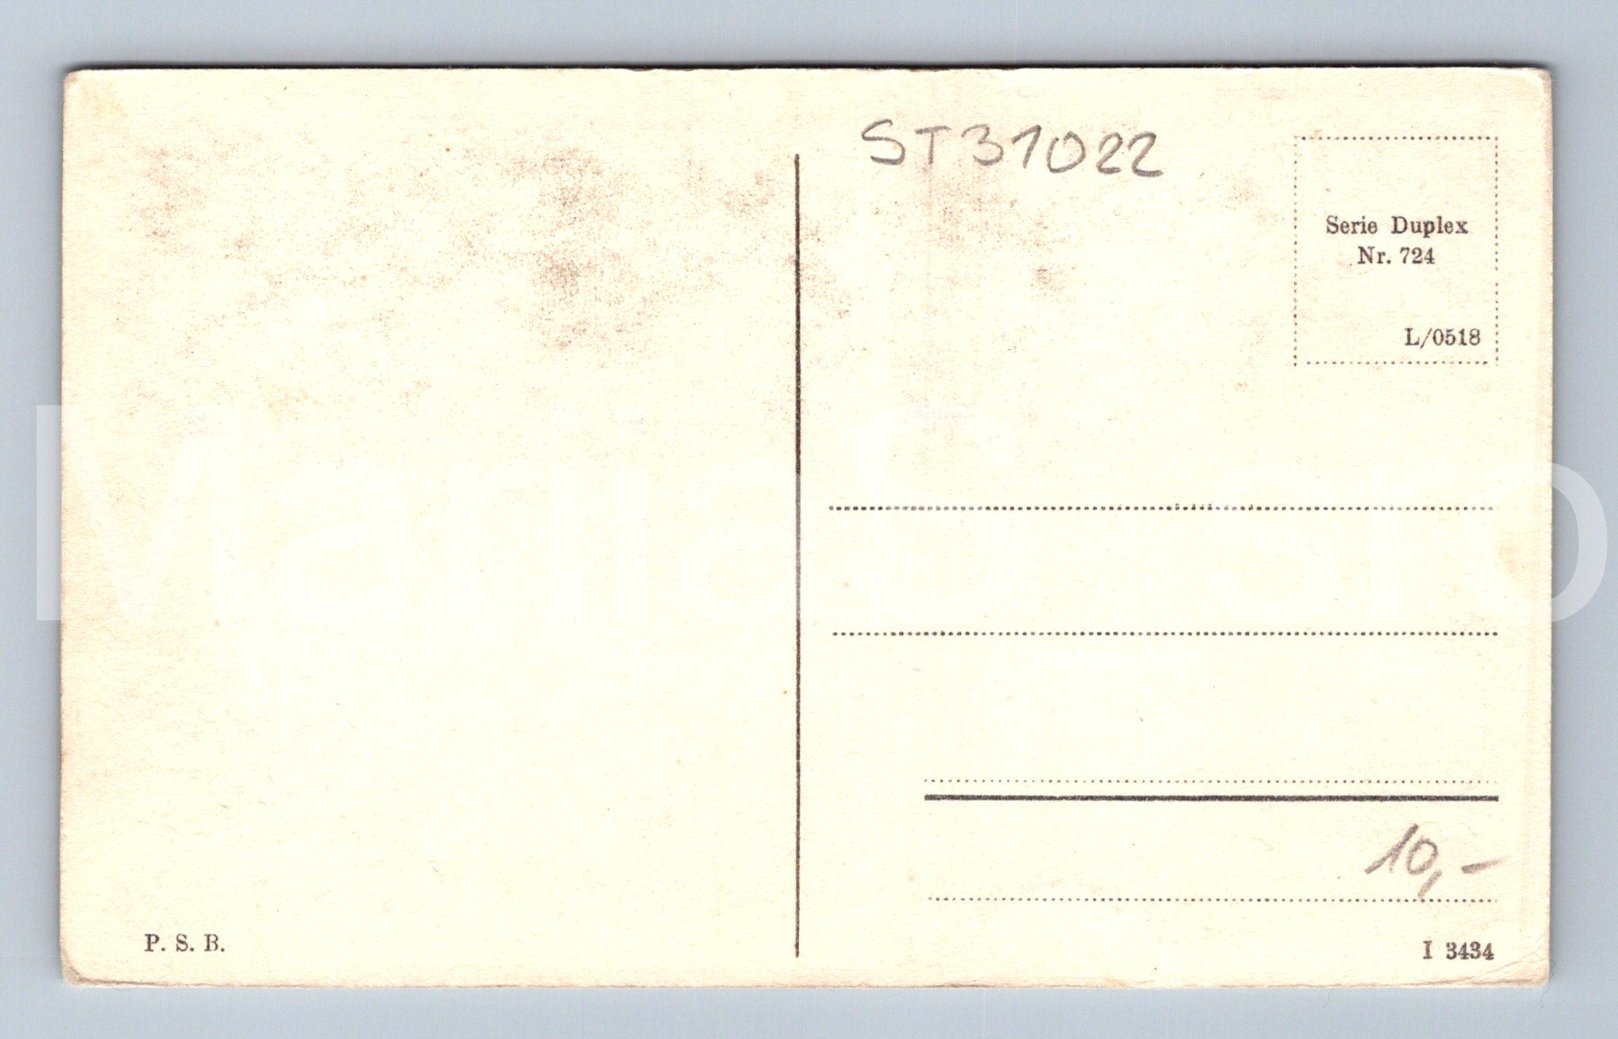 ST31022
Serie Duplex
Nr. 724
L/0518
10,-
P. S. B.
I 3434